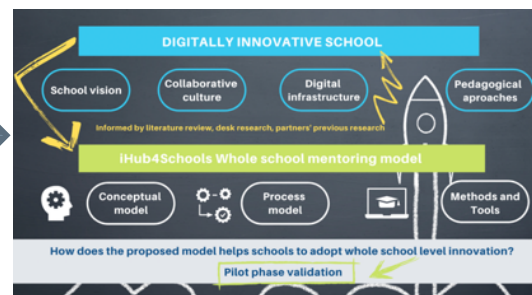 DIGITALLY INNOVATIVE SCHOOL
School vision
Collaborative
culture
Digital
infrastructure
Pedagogical
aproaches
Informed by literature review, desk research, partners' previous research
iHub4Schools Whole school mentoring model
Conceptual
model
Process
model
Methods and
Tools
How does the proposed model helps schools to adopt whole school level innovation?
Pilot phase validation